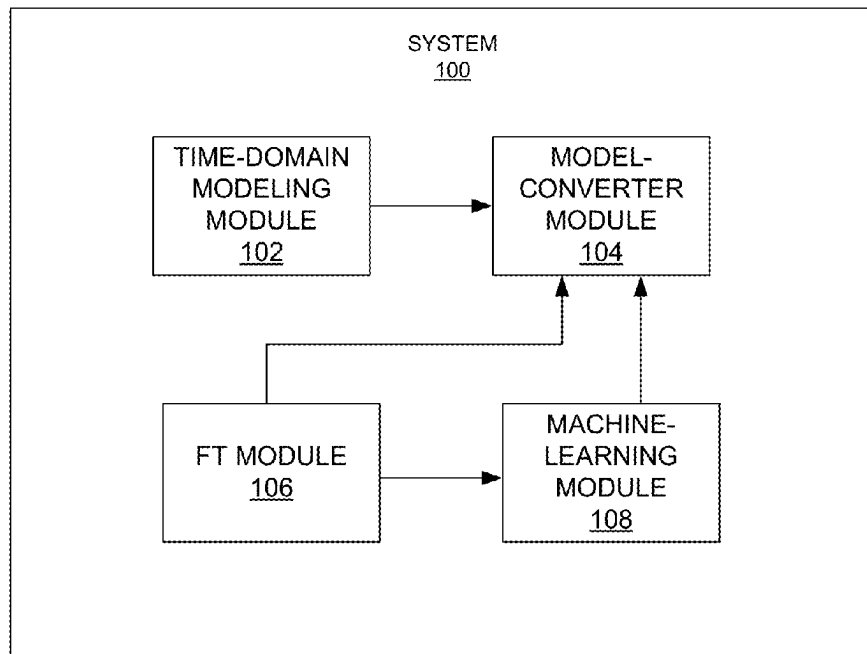 SYSTEM
100
TIME-DOMAIN
MODELING
MODULE
102
MODEL-
CONVERTER
MODULE
104
FT MODULE
106
MACHINE-
LEARNING
MODULE
108